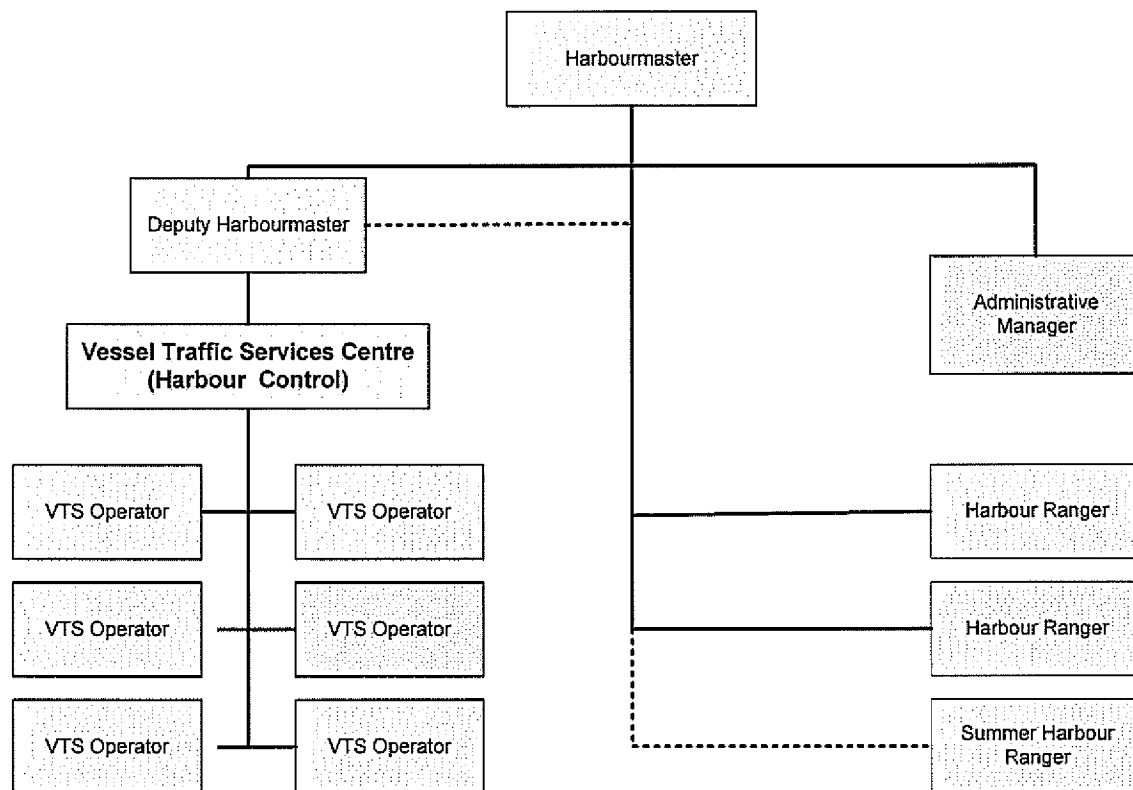 Harbourmaster
Deputy Harbourmaster
Administrative
Manager
Vessel Traffic Services Centre
(Harbour Control)
VTS Operator
VTS Operator
Harbour Ranger
VTS Operator
VTS Operator
Harbour Ranger
VTS Operator
VTS Operator
Summer Harbour
Ranger